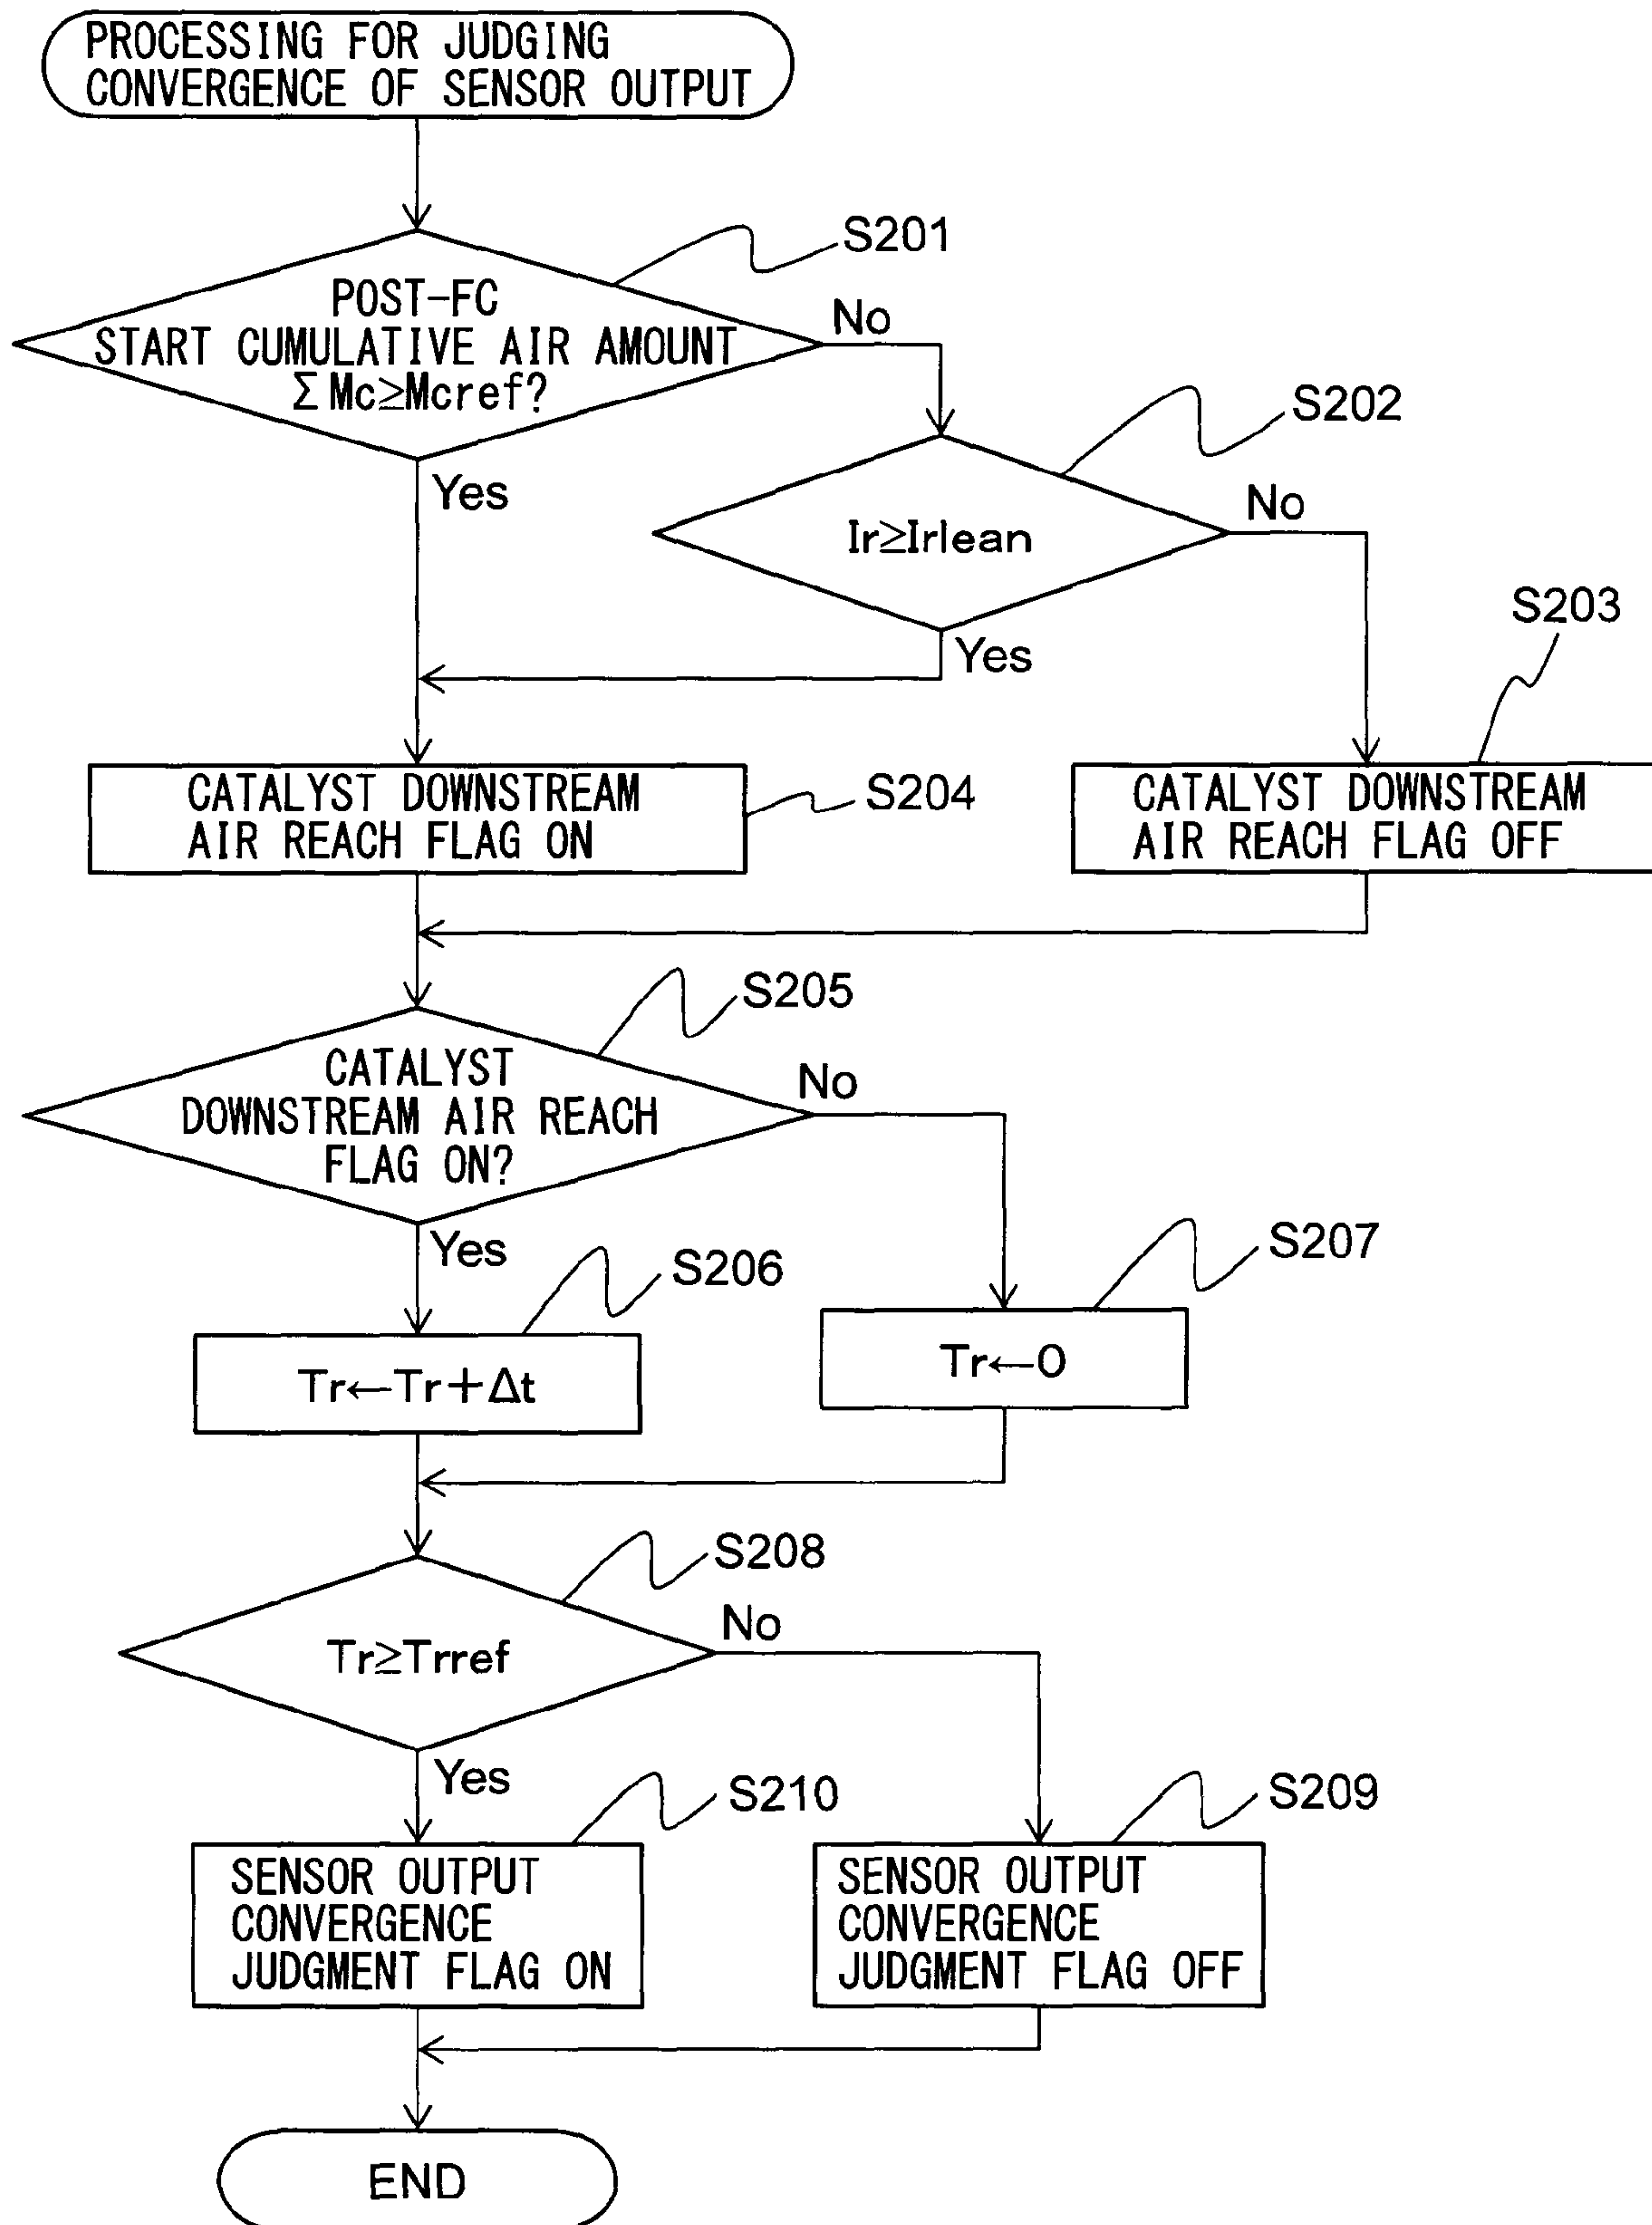 PROCESSING FOR JUDGING
CONVERGENCE OF SENSOR OUTPUT
S201
POST-FC
START CUMULATIVE AIR AMOUNT
ΣMc≥Mcref?
No
Yes
S202
Ir≥Irlean
No
Yes
S203
CATALYST DOWNSTREAM
AIR REACH FLAG ON
S204
CATALYST DOWNSTREAM
AIR REACH FLAG OFF
S205
CATALYST
DOWNSTREAM AIR REACH
FLAG ON?
No
Yes
S206
Tr←Tr+Δt
S207
Tr←0
S208
Tr≥Trref
No
Yes
S210
SENSOR OUTPUT
CONVERGENCE
JUDGMENT FLAG ON
S209
SENSOR OUTPUT
CONVERGENCE
JUDGMENT FLAG OFF
END